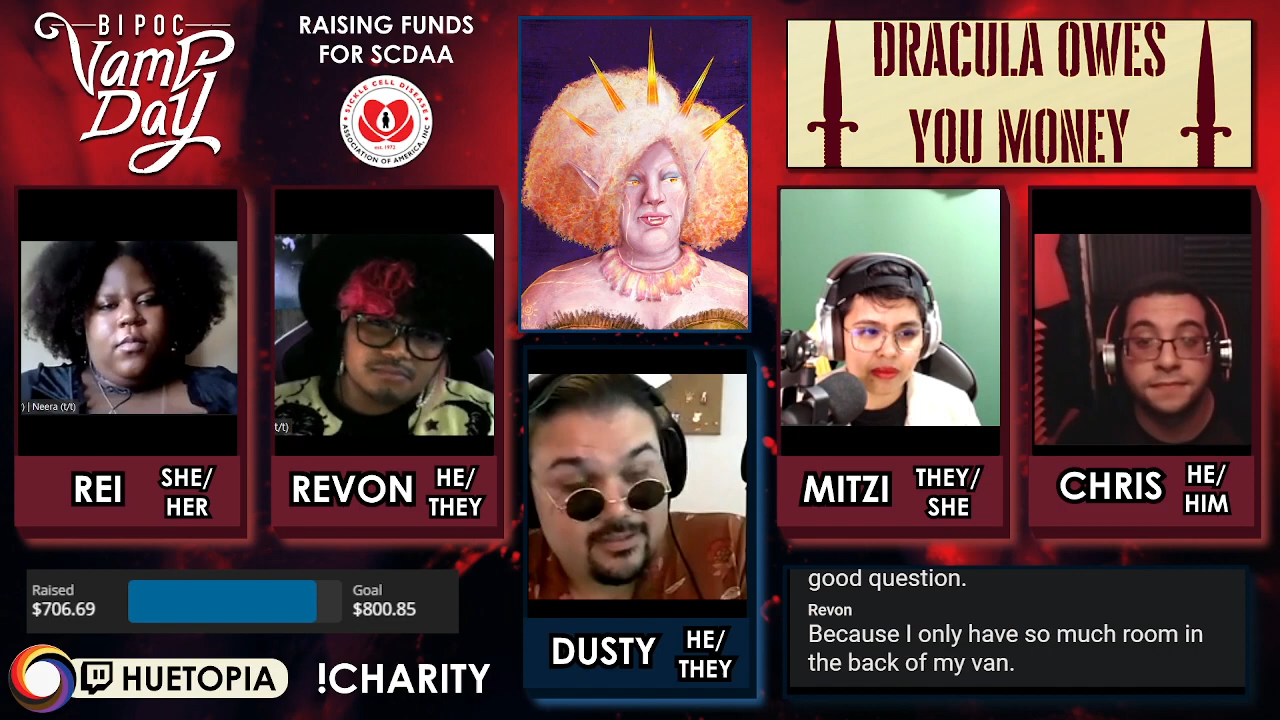 BIPOC
Vamp
Day
RAISING FUNDS
FOR SCDAA
SICKLE CELL DISEASE
ASSOCIATION OF AMERICA, INC
est. 1972
DRACULA OWES
YOU MONEY
) | Neera (t/t)
t/t)
REI
SHE/
HER
REVON
HE/
THEY
DUSTY
HE/
THEY
MITZI
THEY/
SHE
CHRIS
HE/
HIM
Raised
$706.69
Goal
$800.85
HUETOPIA
!CHARITY
good question.
Revon
Because I only have so much room in
the back of my van.